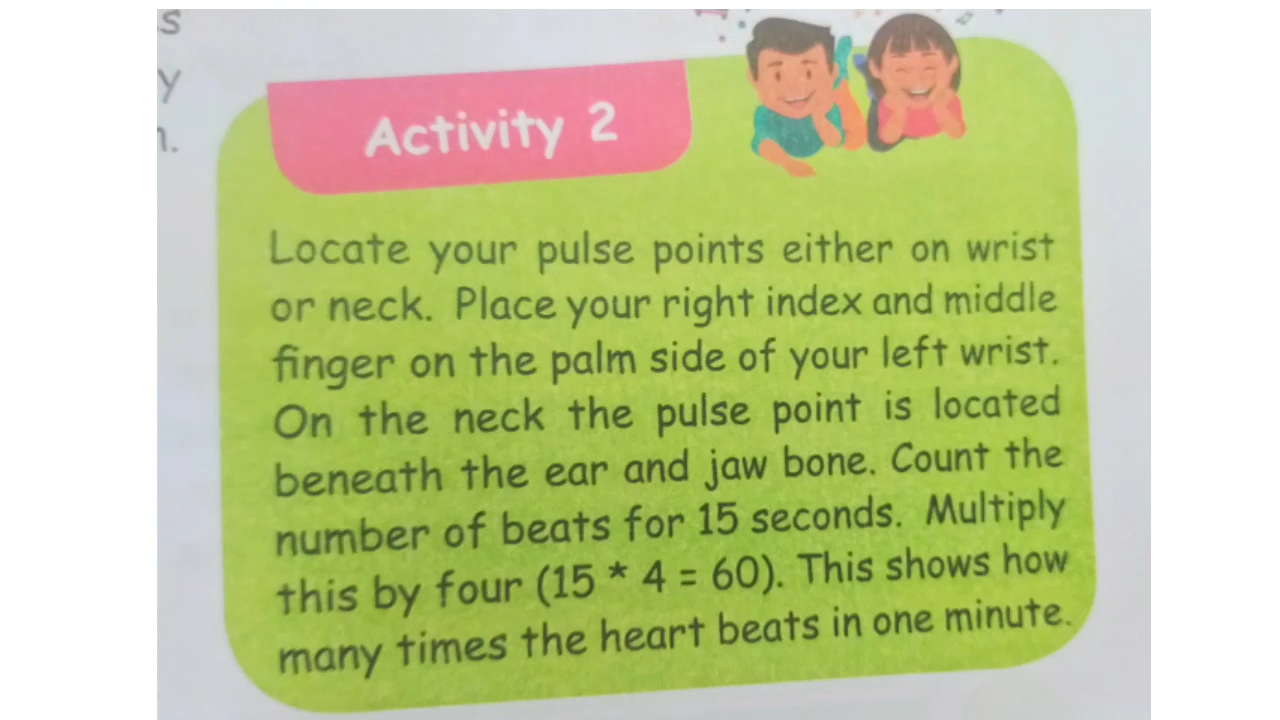 s
y
n.
Activity 2
Locate your pulse points either on wrist
or neck. Place your right index and middle
finger on the palm side of your left wrist.
On the neck the pulse point is located
beneath the ear and jaw bone. Count the
number of beats for 15 seconds. Multiply
this by four (15 * 4 = 60). This shows how
many times the heart beats in one minute.